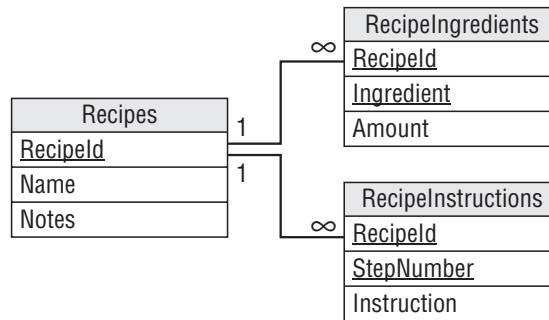 Recipes
RecipeId
Name
Notes
1
1
∞
∞
RecipeIngredients
RecipeId
Ingredient
Amount
RecipeInstructions
RecipeId
StepNumber
Instruction